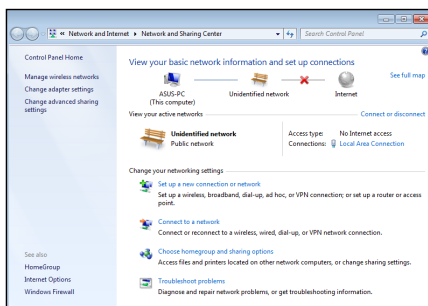 Network and Internet ▸ Network and Sharing Center
Search Control Panel
Control Panel Home
Manage wireless networks
Change adapter settings
Change advanced sharing
settings
See also
HomeGroup
Internet Options
Windows Firewall
View your basic network information and set up connections
See full map
ASUS-PC
(This computer)
Unidentified network
Internet
View your active networks
Connect or disconnect
Unidentified network
Public network
Access type: No Internet access
Connections: Local Area Connection
Change your networking settings
Set up a new connection or network
Set up a wireless, broadband, dial-up, ad hoc, or VPN connection; or set up a router or access
point.
Connect to a network
Connect or reconnect to a wireless, wired, dial-up, or VPN network connection.
Choose homegroup and sharing options
Access files and printers located on other network computers, or change sharing settings.
Troubleshoot problems
Diagnose and repair network problems, or get troubleshooting information.